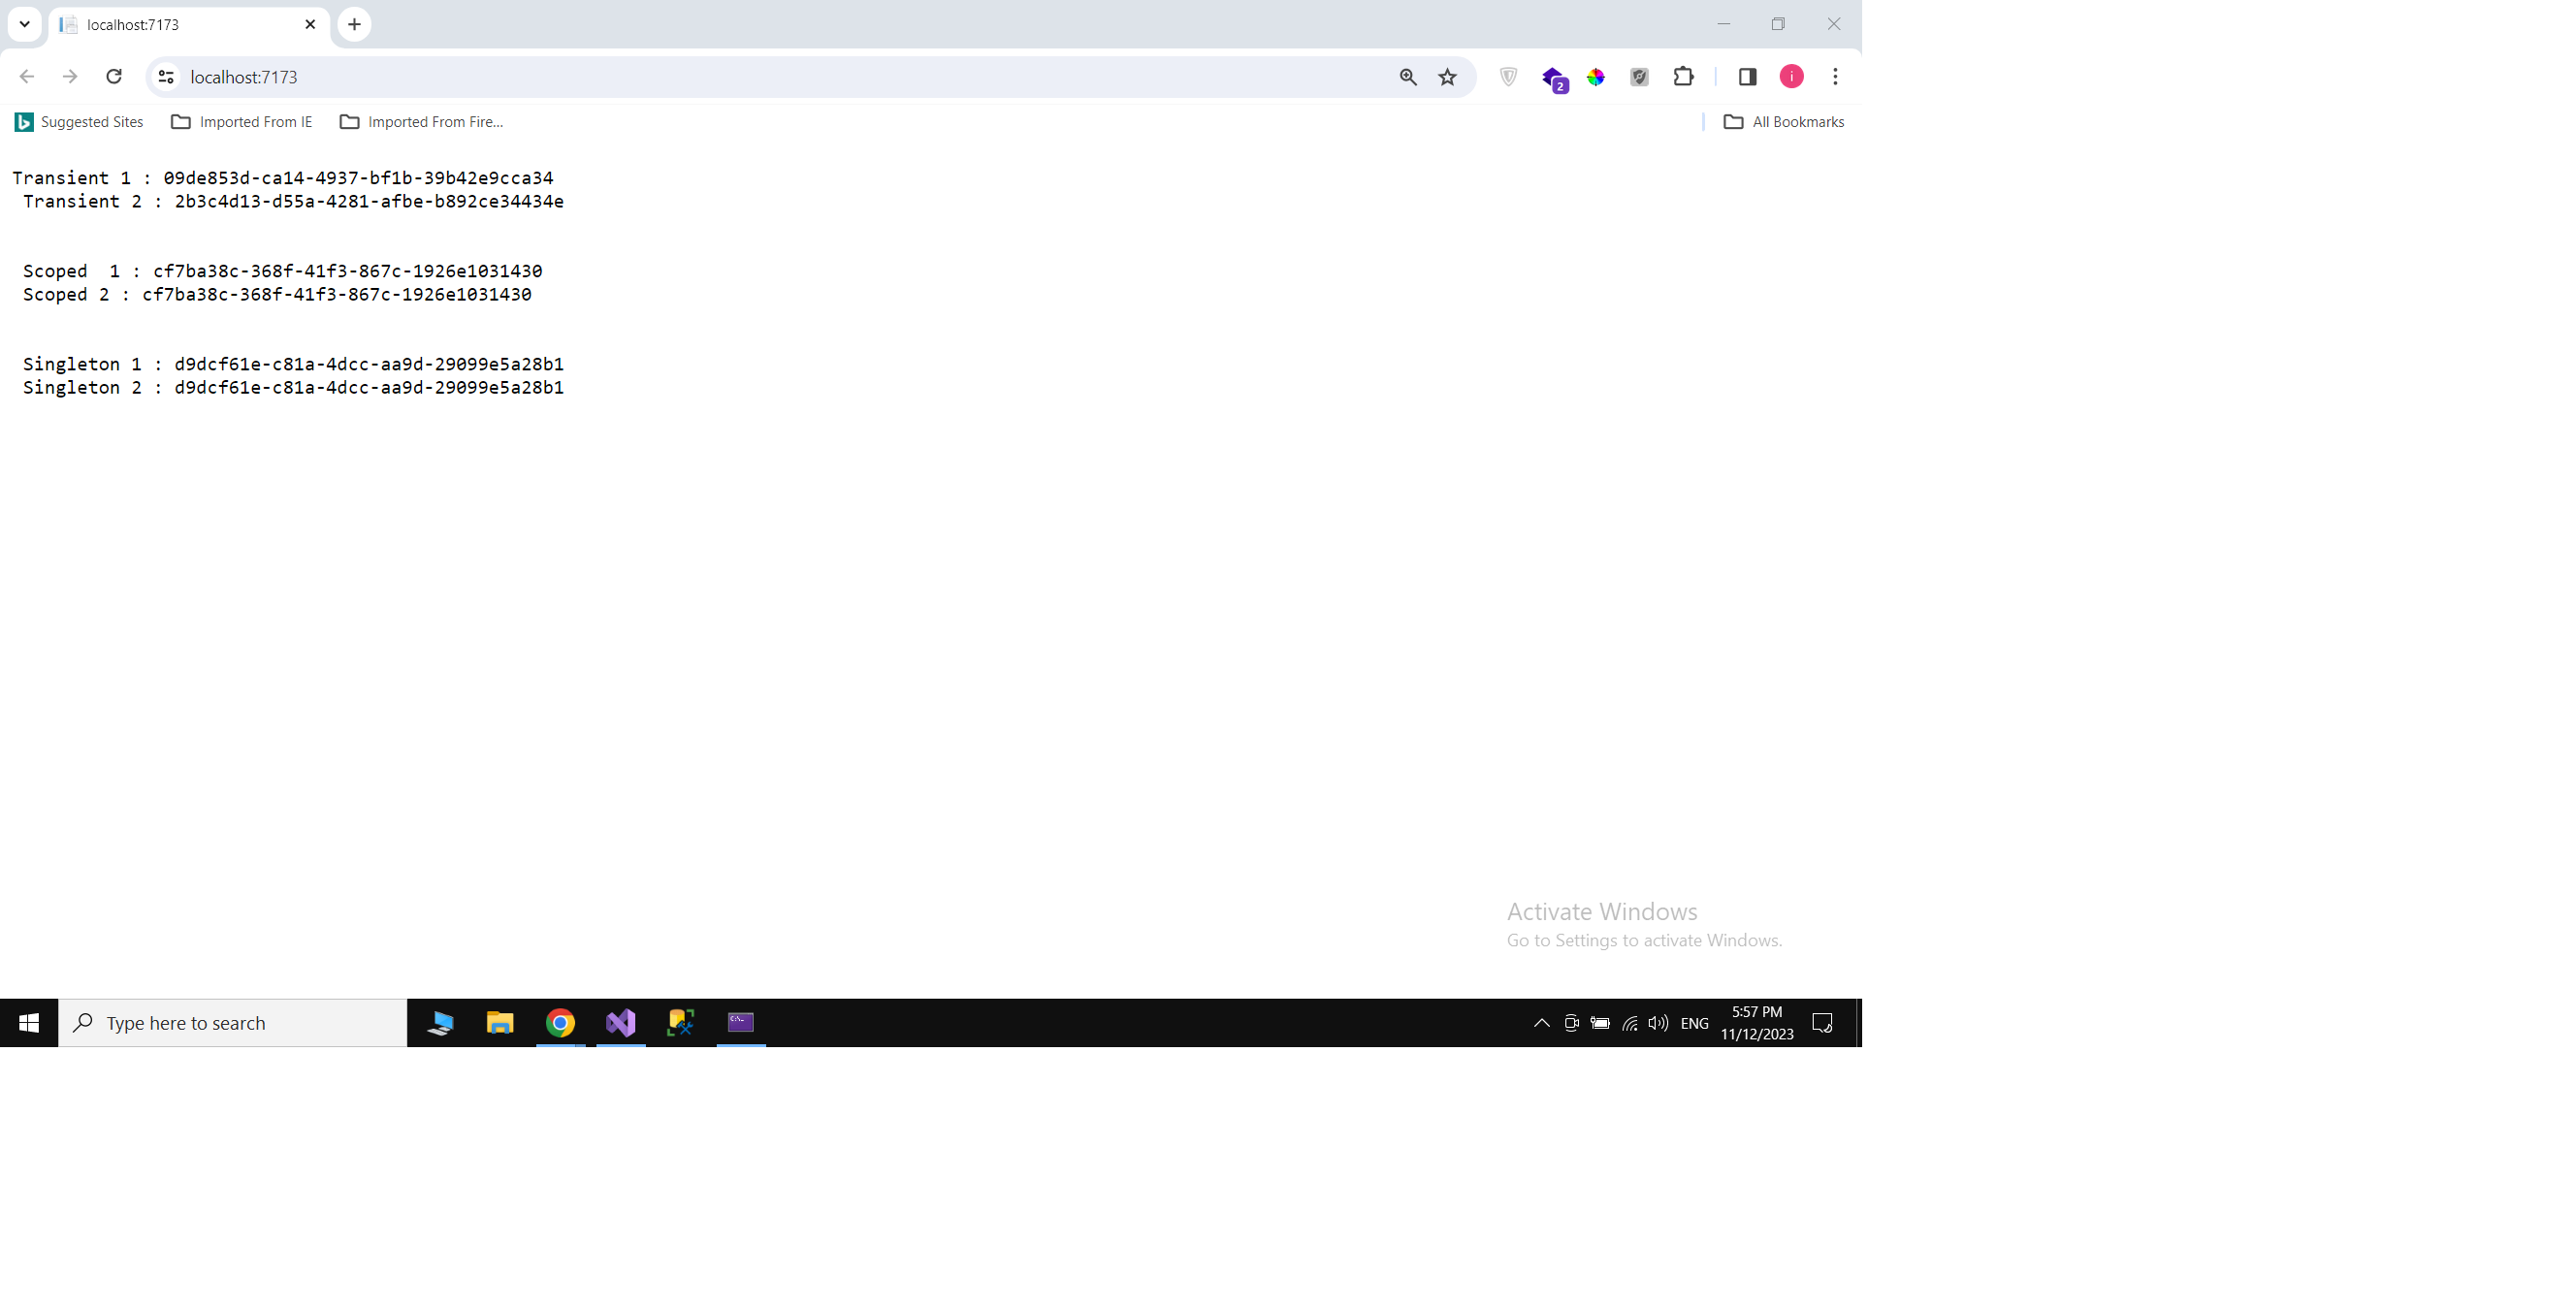 localhost:7173
localhost:7173
2
i
Suggested Sites
Imported From IE
Imported From Fire...
All Bookmarks
Transient 1 : 09de853d-ca14-4937-bf1b-39b42e9cca34
Transient 2 : 2b3c4d13-d55a-4281-afbe-b892ce34434e
Scoped  1 : cf7ba38c-368f-41f3-867c-1926e1031430
Scoped 2 : cf7ba38c-368f-41f3-867c-1926e1031430
Singleton 1 : d9dcf61e-c81a-4dcc-aa9d-29099e5a28b1
Singleton 2 : d9dcf61e-c81a-4dcc-aa9d-29099e5a28b1
Activate Windows
Go to Settings to activate Windows.
Type here to search
ENG
5:57 PM
11/12/2023